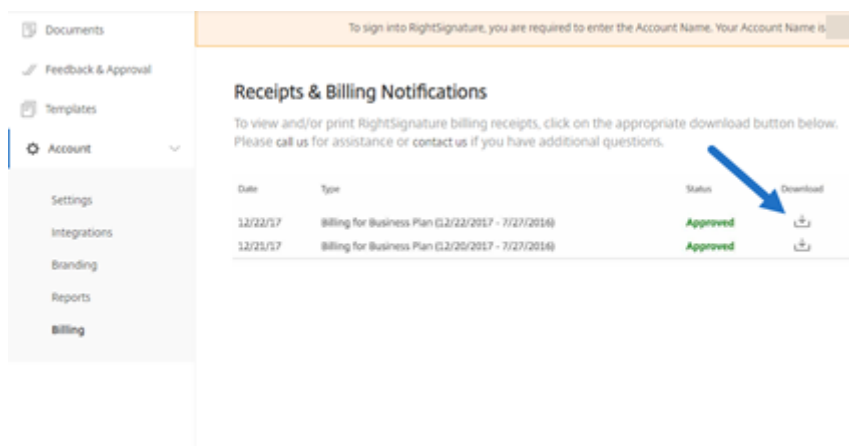 Documents
To sign into RightSignature, you are required to enter the Account Name. Your Account Name is
Feedback & Approval
Templates
Account
Settings
Integrations
Branding
Reports
Billing
Receipts & Billing Notifications
To view and/or print RightSignature billing receipts, click on the appropriate download button below.
Please call us for assistance or contact us if you have additional questions.
Date Type Status Download
12/22/17 Billing for Business Plan (12/22/2017 - 7/27/2016) Approved
12/21/17 Billing for Business Plan (12/20/2017 - 7/27/2016) Approved